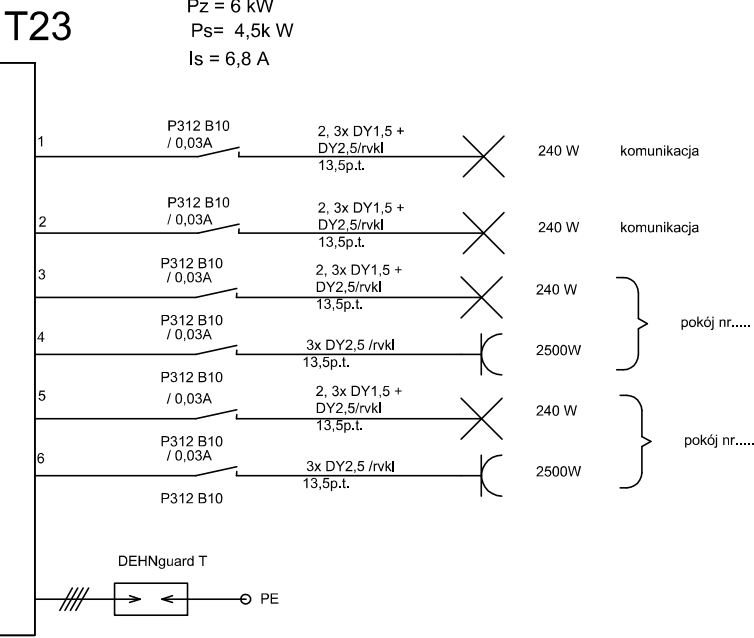 T23
Pz = 6 kW
Ps= 4,5k W
Is = 6,8 A
1
P312 B10
/ 0,03A
2, 3x DY1,5 +
DY2,5/rvkl
13,5p.t.
240 W
komunikacja
2
P312 B10
/ 0,03A
2, 3x DY1,5 +
DY2,5/rvkl
13,5p.t.
240 W
komunikacja
3
P312 B10
/ 0,03A
2, 3x DY1,5 +
DY2,5/rvkl
13,5p.t.
240 W
pokój nr.....
4
P312 B10
/ 0,03A
3x DY2,5 /rvkl
13,5p.t.
2500W
5
P312 B10
/ 0,03A
2, 3x DY1,5 +
DY2,5/rvkl
13,5p.t.
240 W
pokój nr.....
6
P312 B10
/ 0,03A
3x DY2,5 /rvkl
13,5p.t.
2500W
P312 B10
DEHNguard T
PE